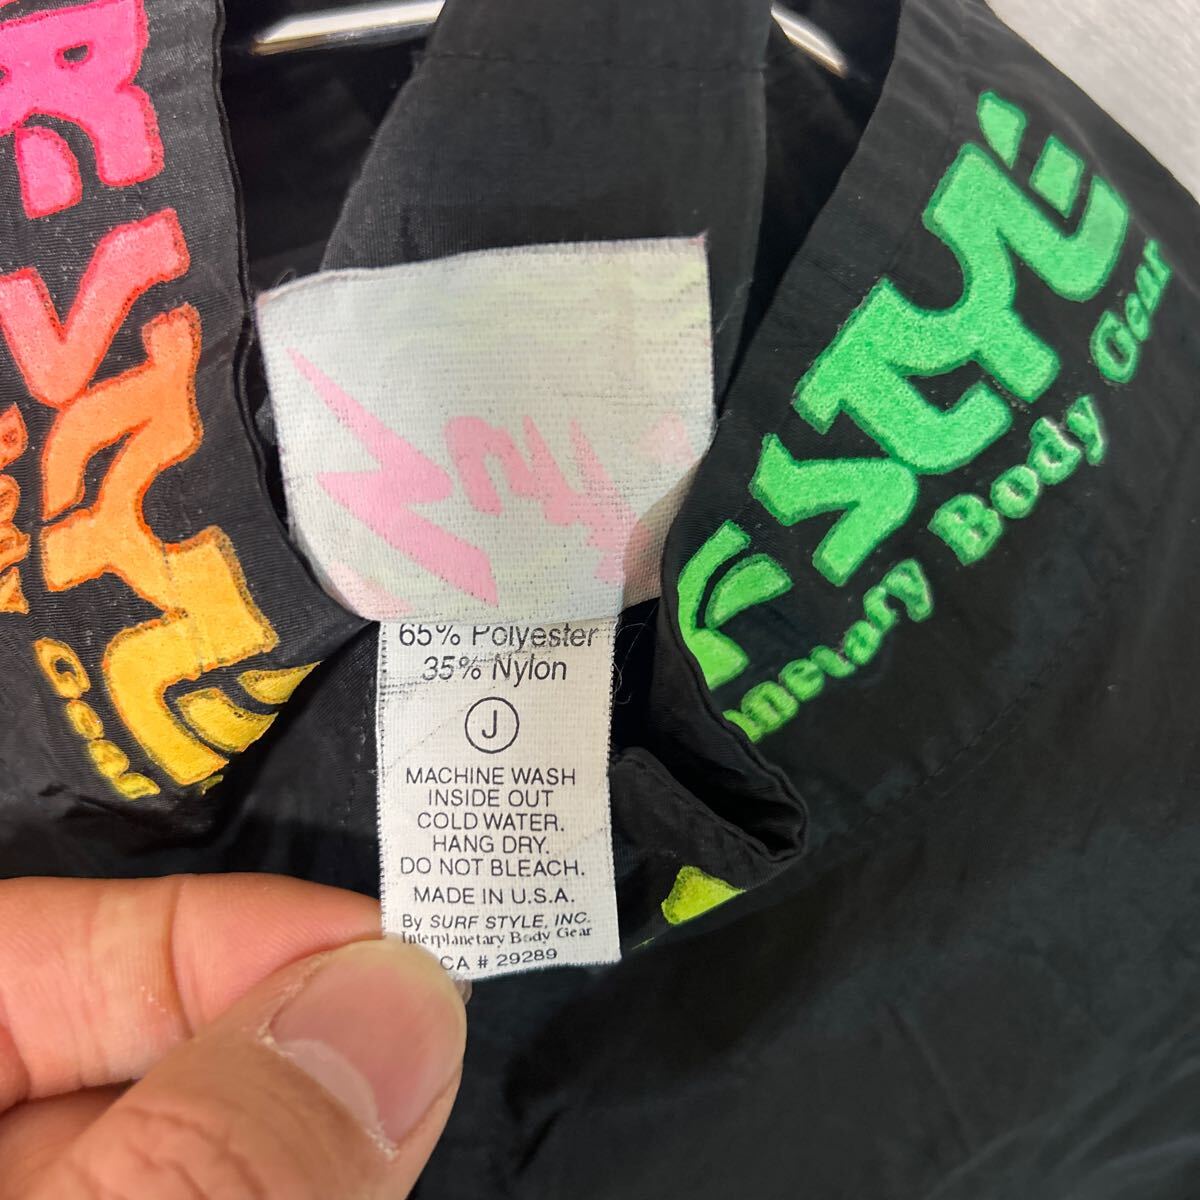 65% Polyester
35% Nylon
J
MACHINE WASH
INSIDE OUT
COLD WATER.
HANG DRY.
DO NOT BLEACH.
MADE IN U.S.A.
By SURF STYLE, INC.
Interplanetary Body Gear
CA # 29289
Body Gear
Gear